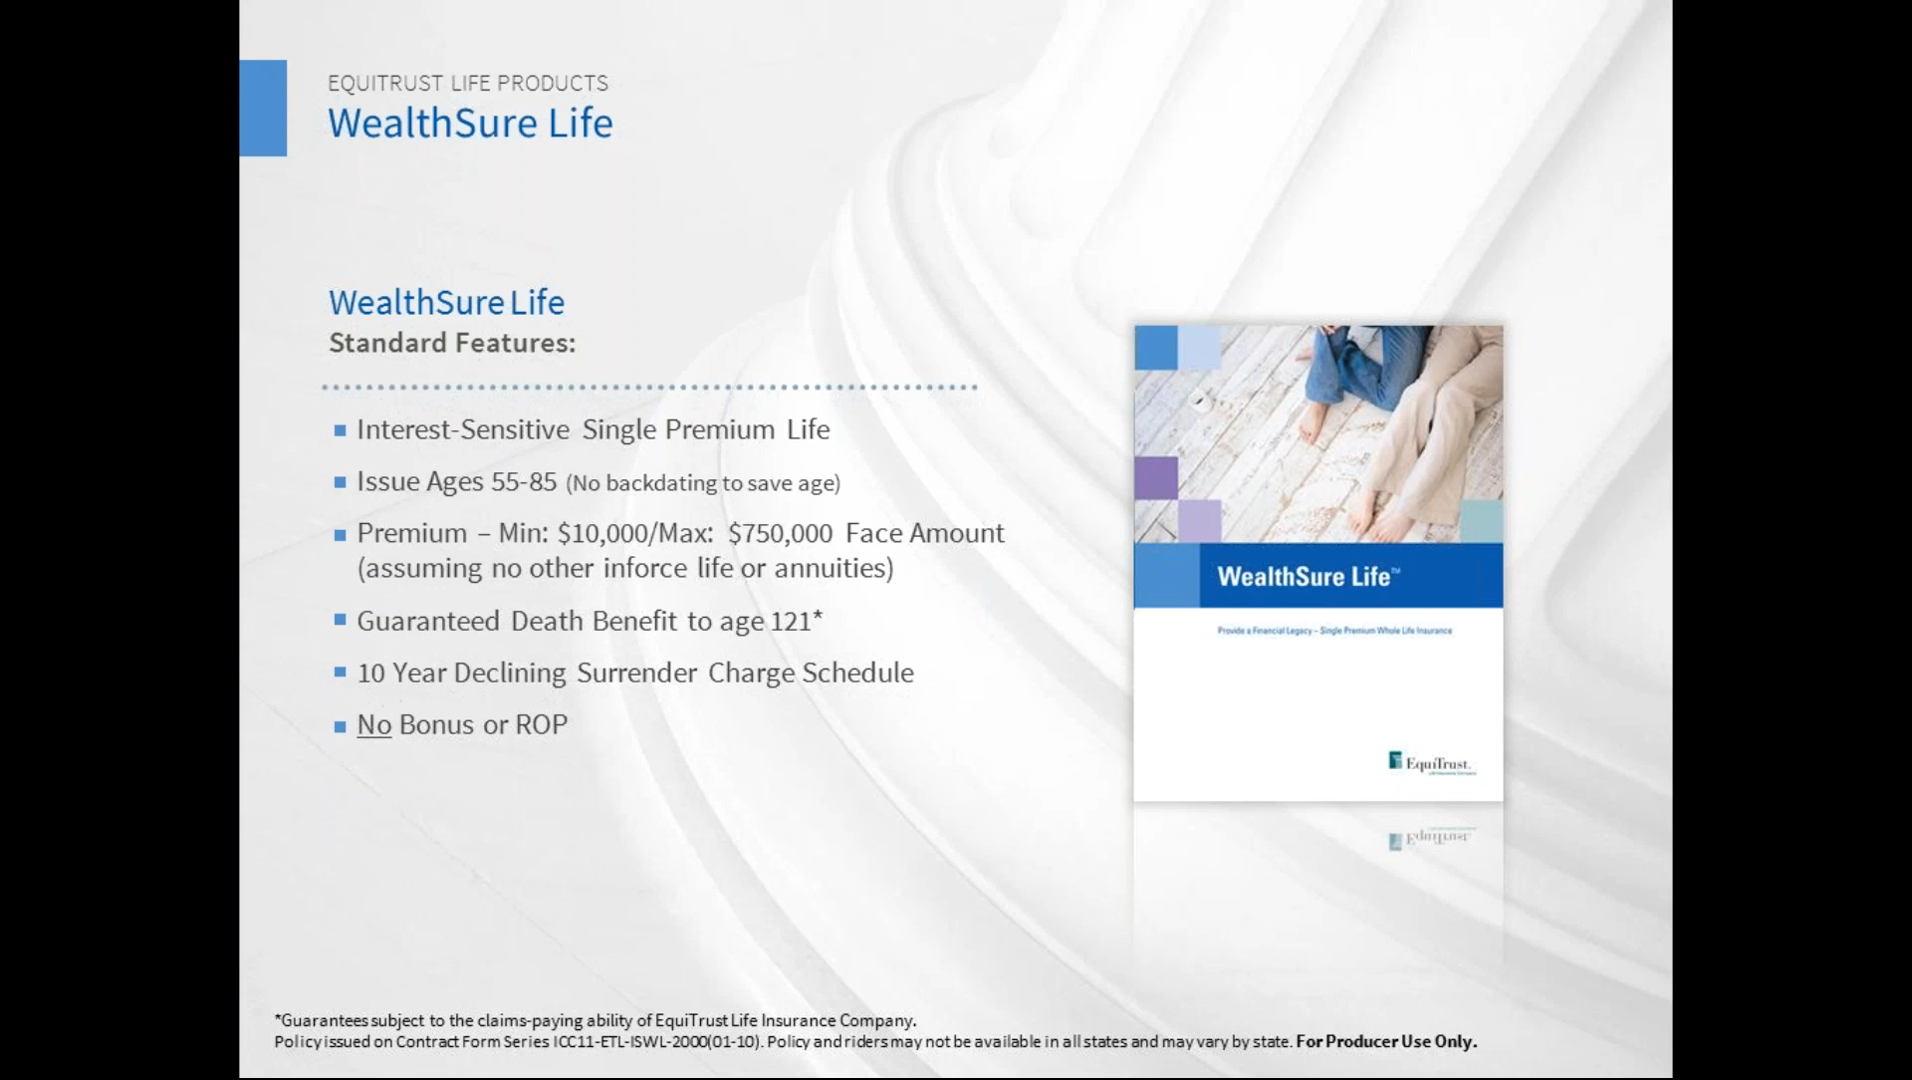 EQUITRUST LIFE PRODUCTS
WealthSure Life
WealthSure Life
Standard Features:
Interest-Sensitive Single Premium Life
Issue Ages 55-85 (No backdating to save age)
Premium – Min: $10,000/Max: $750,000 Face Amount
(assuming no other inforce life or annuities)
Guaranteed Death Benefit to age 121*
10 Year Declining Surrender Charge Schedule
No Bonus or ROP
WealthSure Life™
Provide a Financial Legacy – Single Premium Whole Life Insurance
EquiTrust
Life Insurance Company
*Guarantees subject to the claims-paying ability of EquiTrust Life Insurance Company.
Policy issued on Contract Form Series ICC11-ETL-ISWL-2000(01-10). Policy and riders may not be available in all states and may vary by state. For Producer Use Only.